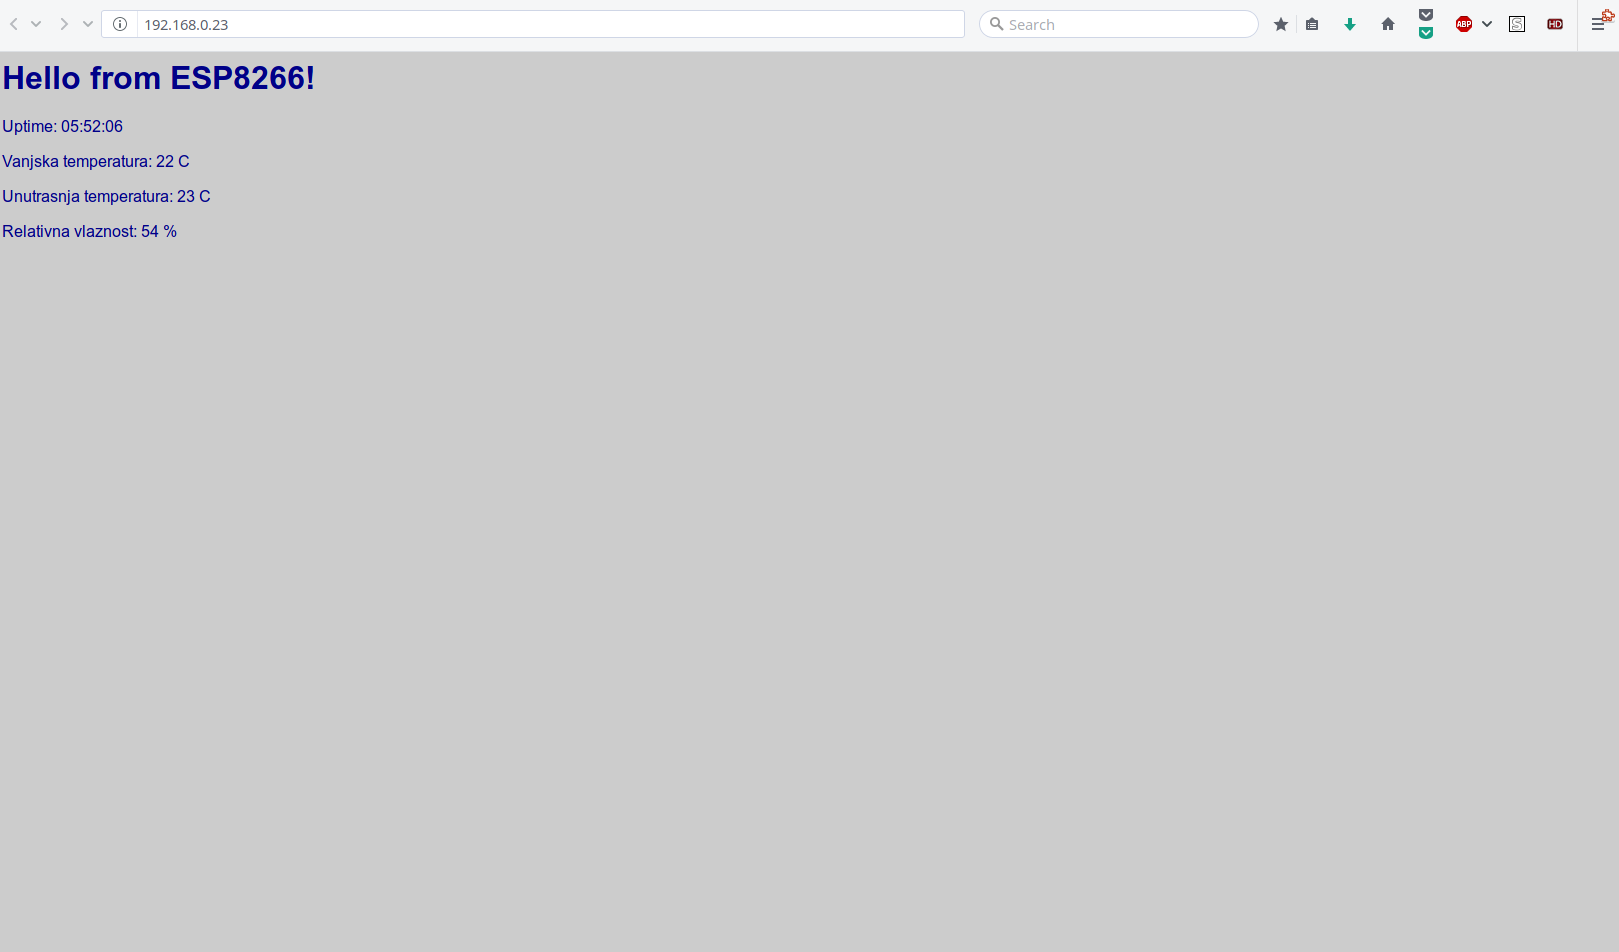 192.168.0.23
Search
ABP
S
HD
Hello from ESP8266!
Uptime: 05:52:06
Vanjska temperatura: 22 C
Unutrasnja temperatura: 23 C
Relativna vlaznost: 54 %